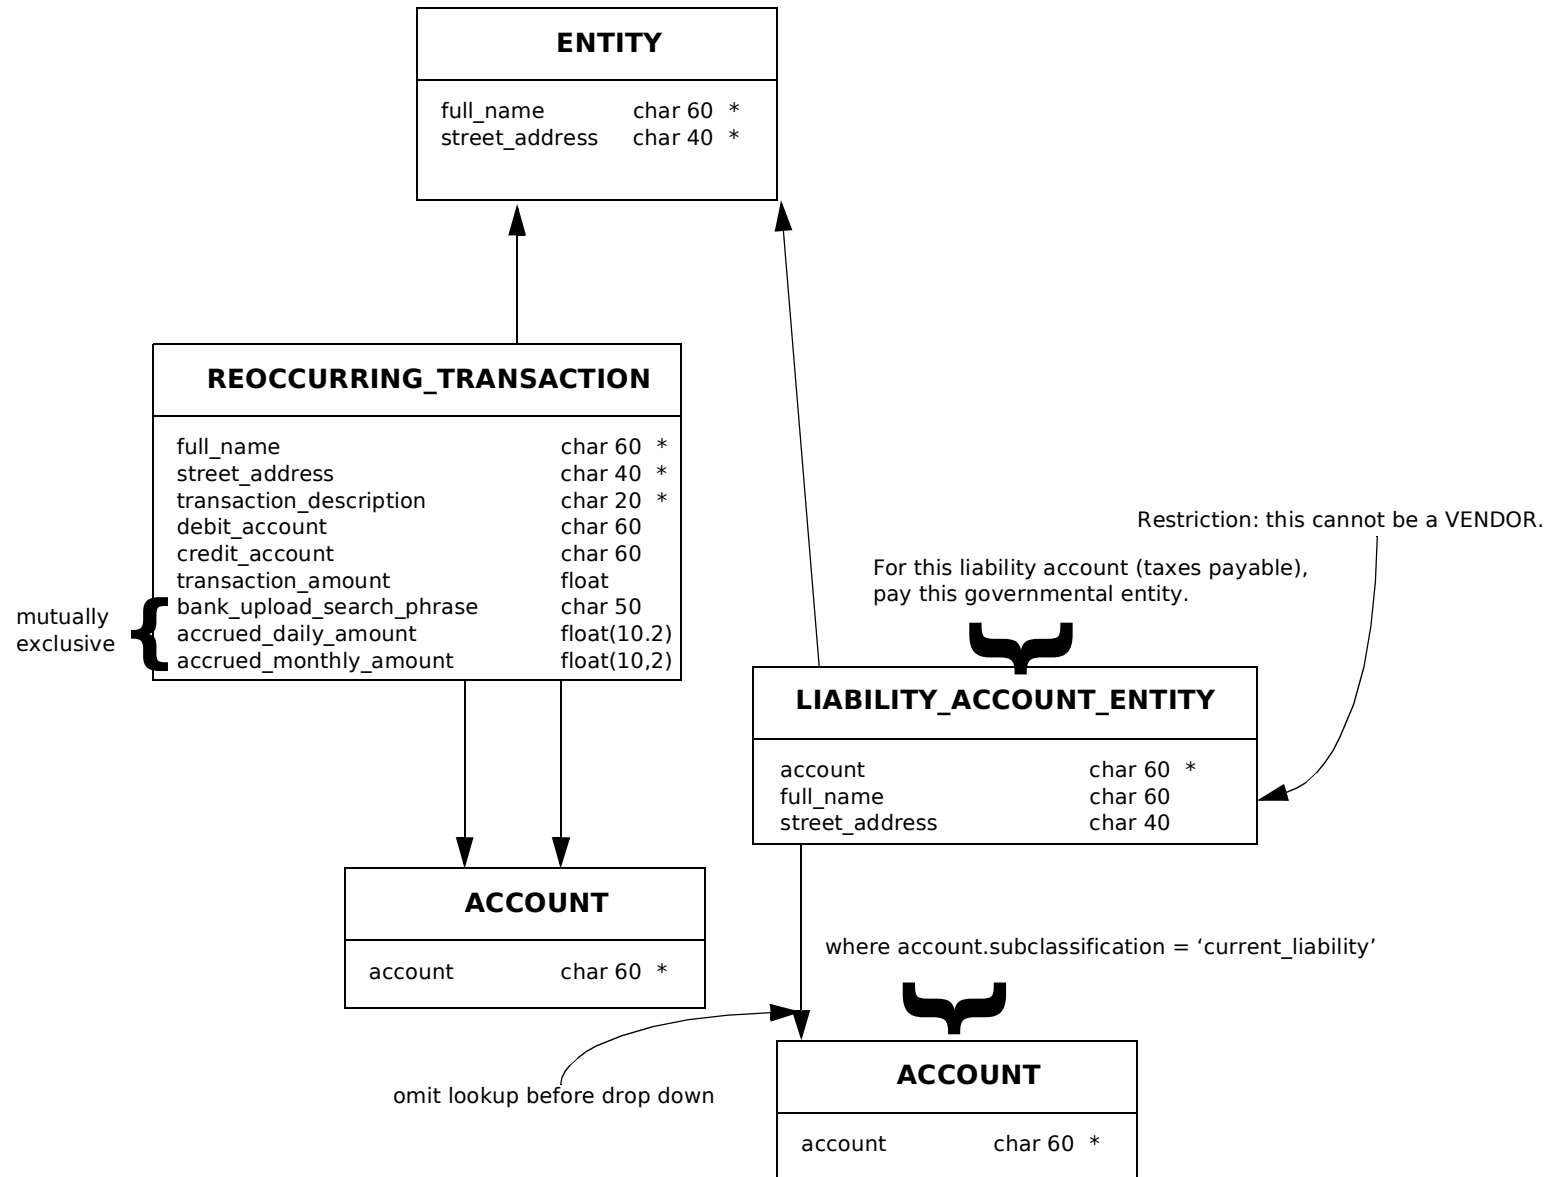 ENTITY
full_name char 60 *
street_address char 40 *
REOCCURRING_TRANSACTION
full_name char 60 *
street_address char 40 *
transaction_description char 20 *
debit_account char 60
credit_account char 60
transaction_amount float
bank_upload_search_phrase char 50
accrued_daily_amount float(10.2)
accrued_monthly_amount float(10,2)
mutually
exclusive
Restriction: this cannot be a VENDOR.
For this liability account (taxes payable),
pay this governmental entity.
LIABILITY_ACCOUNT_ENTITY
account char 60 *
full_name char 60
street_address char 40
ACCOUNT
account char 60 *
where account.subclassification = ‘current_liability’
omit lookup before drop down
ACCOUNT
account char 60 *